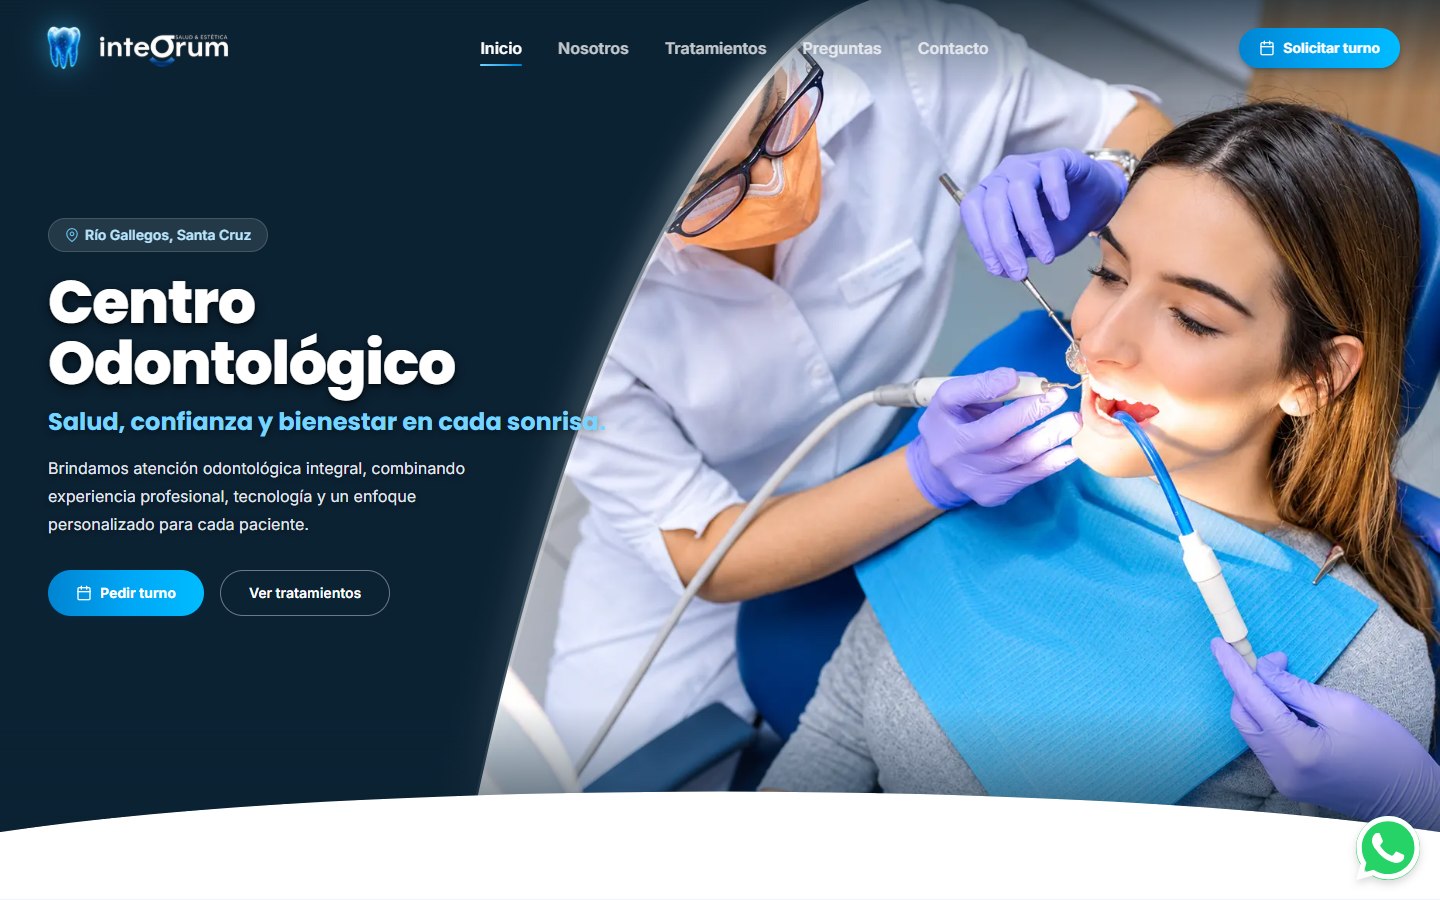 inteOrum
SALUD & ESTÉTICA
Inicio
Nosotros
Tratamientos
Preguntas
Contacto
Solicitar turno
Río Gallegos, Santa Cruz
Centro
Odontológico
Salud, confianza y bienestar en cada sonrisa.
Brindamos atención odontológica integral, combinando
experiencia profesional, tecnología y un enfoque
personalizado para cada paciente.
Pedir turno
Ver tratamientos